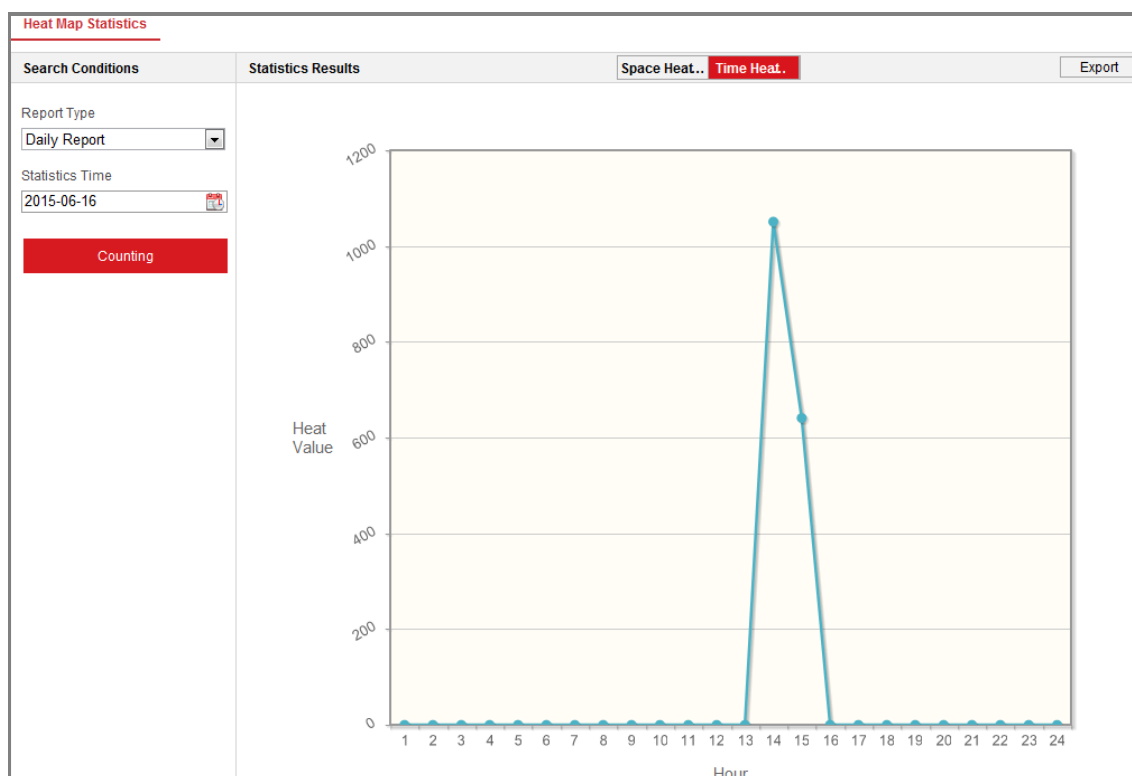 Heat Map Statistics
Search Conditions
Statistics Results
Space Heat...
Time Heat..
Export
Report Type
Daily Report
Statistics Time
2015-06-16
Counting
1200
1000
800
600
400
200
0
Heat
Value
1 2 3 4 5 6 7 8 9 10 11 12 13 14 15 16 17 18 19 20 21 22 23 24
Hour